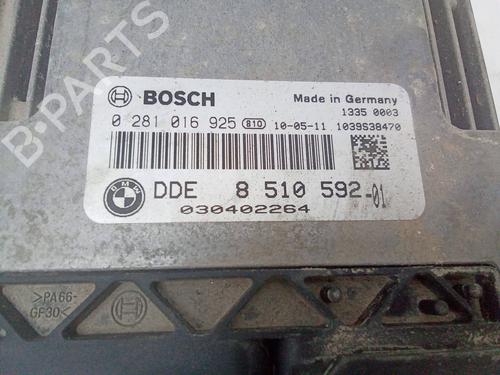 B-PARTS
BOSCH
Made in Germany
1335 0003
0 281 016 925 810 10-05-11 1039S38470
BMW
DDE 8 510 592-01
030402264
>PA66-
GF30<